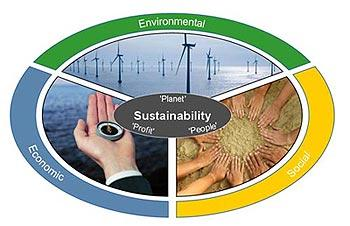 Environmental
'Planet'
Sustainability
'Profit' 'People'
Economic
Social